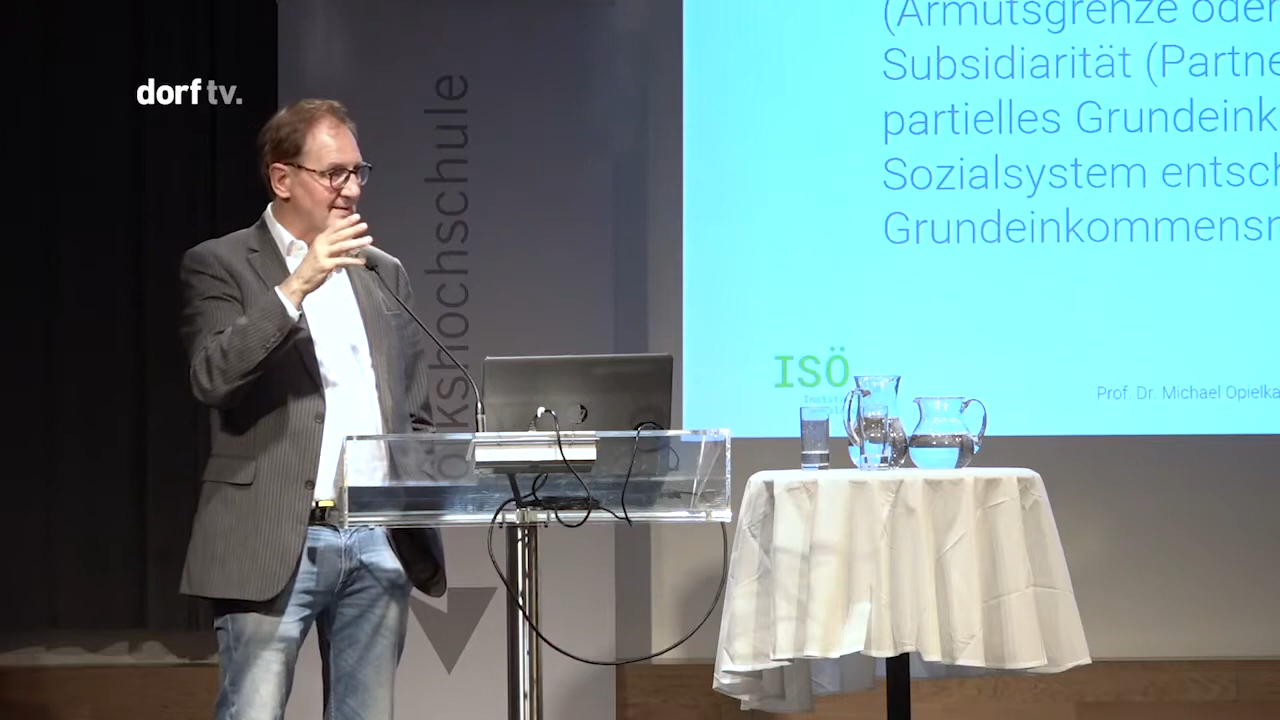 dorf tv.
Volkshochschule
(Armutsgrenze oder
Subsidiarität (Partne
partielles Grundeink
Sozialsystem entsch
Grundeinkommensm
ISÖ
Prof. Dr. Michael Opielka